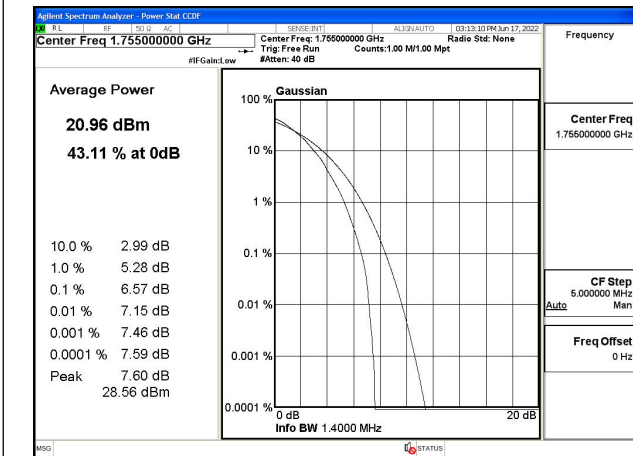 Agilent Spectrum Analyzer - Power Stat CCDF
RL RF 50 Ω AC SENSE:INT ALIGNAUTO 03:13:10 PM Jun 17, 2022
Center Freq 1.755000000 GHz
Center Freq: 1.755000000 GHz Radio Std: None
Trig: Free Run Counts:1.00 M/1.00 Mpt
#IFGain:Low #Atten: 40 dB
Frequency
Average Power
20.96 dBm
43.11 % at 0dB
10.0 % 2.99 dB
1.0 % 5.28 dB
0.1 % 6.57 dB
0.01 % 7.15 dB
0.001 % 7.46 dB
0.0001 % 7.59 dB
Peak 7.60 dB
28.56 dBm
Gaussian
100 %
10 %
1 %
0.1 %
0.01 %
0.001 %
0.0001 %
0 dB 20 dB
Info BW 1.4000 MHz
Center Freq
1.755000000 GHz
CF Step
5.000000 MHz
Auto Man
Freq Offset
0 Hz
MSG STATUS